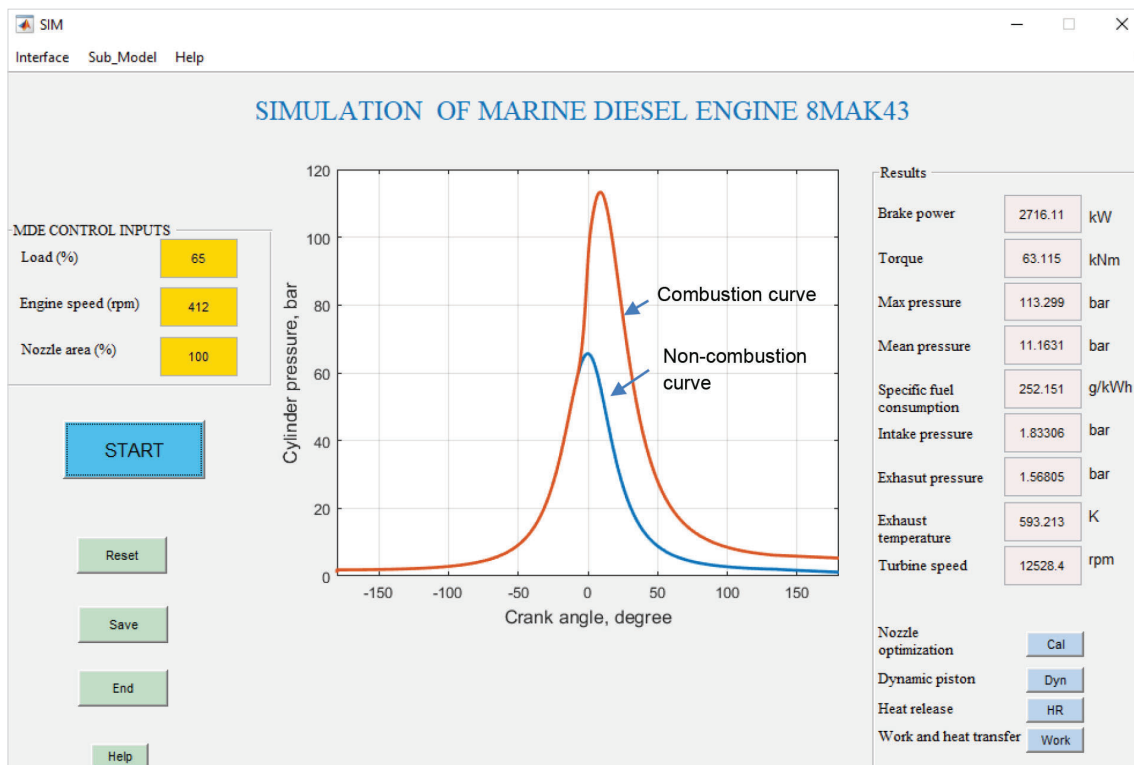 SIM
Interface Sub_Model Help
SIMULATION OF MARINE DIESEL ENGINE 8MAK43
MDE CONTROL INPUTS
Load (%) 65
Engine speed (rpm) 412
Nozzle area (%) 100
START
Reset
Save
End
Help
120
100
80
60
40
20
0
Cylinder pressure, bar
-150 -100 -50 0 50 100 150
Crank angle, degree
Combustion curve
Non-combustion
curve
Results
Brake power 2716.11 kW
Torque 63.115 kNm
Max pressure 113.299 bar
Mean pressure 11.1631 bar
Specific fuel
consumption 252.151 g/kWh
Intake pressure 1.83306 bar
Exhasut pressure 1.56805 bar
Exhaust
temperature 593.213 K
Turbine speed 12528.4 rpm
Nozzle
optimization Cal
Dynamic piston Dyn
Heat release HR
Work and heat transfer Work